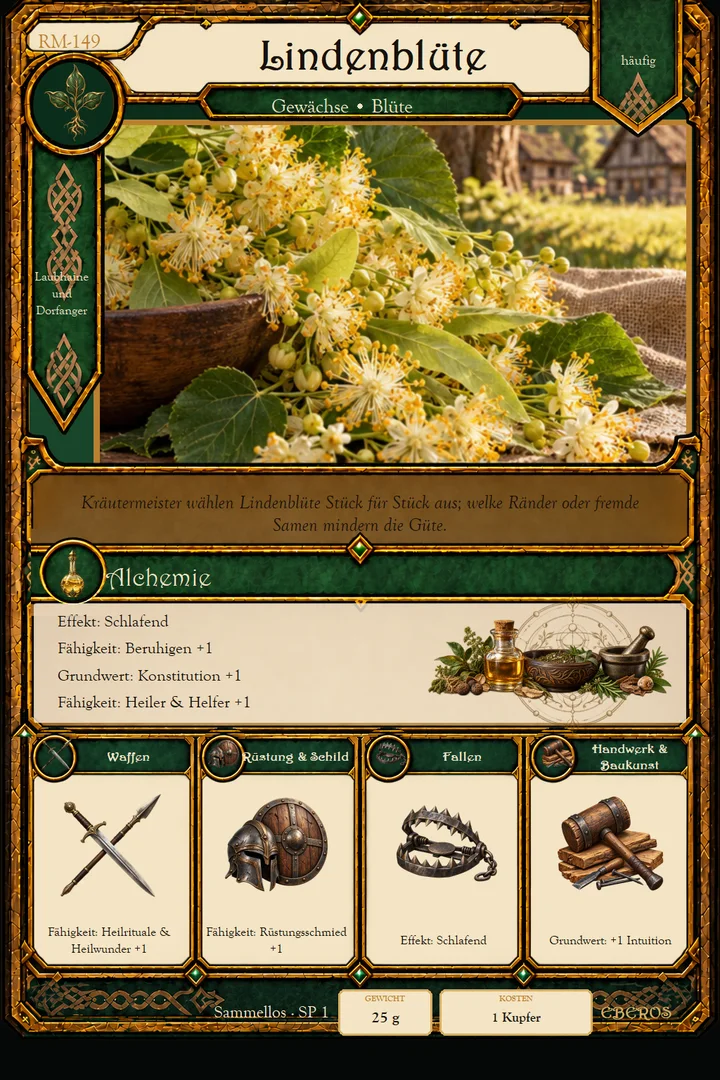 RM-149
Lindenblüte
häufig
Gewächse • Blüte
Laubhaine
und
Dorfanger
Kräutermeister wählen Lindenblüte Stück für Stück aus; welke Ränder oder fremde
Samen mindern die Güte.
Alchemie
Effekt: Schlafend
Fähigkeit: Beruhigen +1
Grundwert: Konstitution +1
Fähigkeit: Heiler & Helfer +1
Waffen
Rüstung & Schild
Fallen
Handwerk &
Baukunst
Fähigkeit: Heilrituale &
Heilwunder +1
Fähigkeit: Rüstungsschmied
+1
Effekt: Schlafend
Grundwert: +1 Intuition
Sammellos · SP 1
GEWICHT
25 g
KOSTEN
1 Kupfer
EBEROS